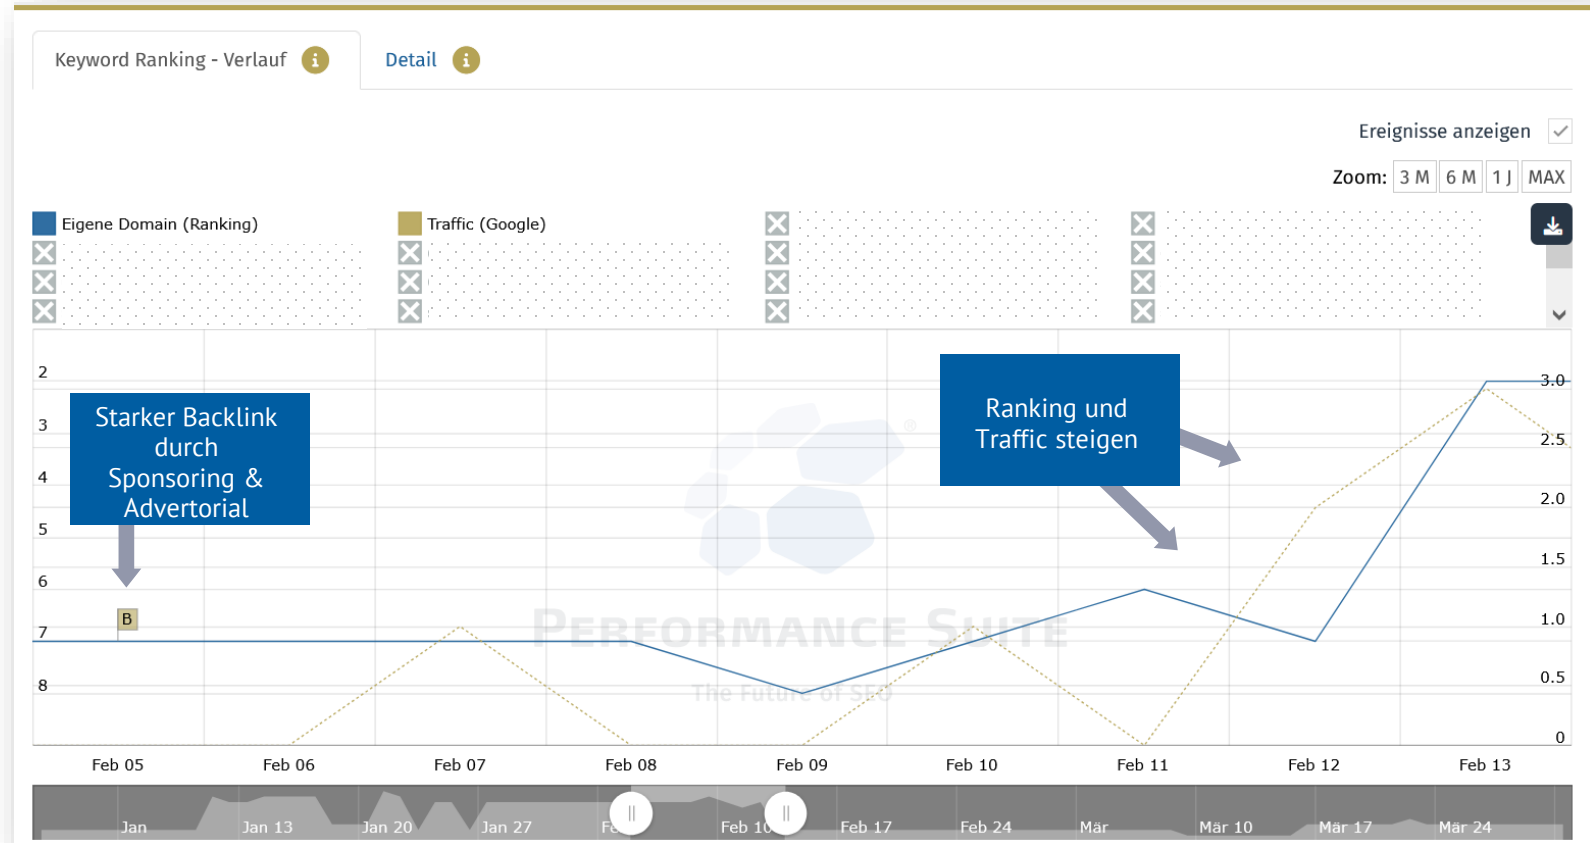 Keyword Ranking - Verlauf i
Detail i
Ereignisse anzeigen
Zoom: 3 M 6 M 1 J MAX
Eigene Domain (Ranking)
Traffic (Google)
2
3
4
5
6
7
8
3.0
2.5
2.0
1.5
1.0
0.5
0
Starker Backlink
durch
Sponsoring &
Advertorial
B
Ranking und
Traffic steigen
®
PERFORMANCE SUITE
The Future of SEO
Feb 05 Feb 06 Feb 07 Feb 08 Feb 09 Feb 10 Feb 11 Feb 12 Feb 13
Jan Jan 13 Jan 20 Jan 27 Feb 10 Feb 17 Feb 24 Mär Mär 10 Mär 17 Mär 24